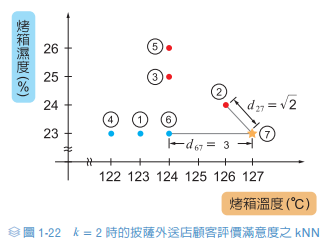 烤箱濕度(%)
26
25
24
23
⑤
③
②
④ ① ⑥ ⑦
d₂₇ = √2
d₆₇ = 3
122 123 124 125 126 127
烤箱溫度(℃)
圖 1-22 k = 2 時的披薩外送店顧客評價滿意度之 kNN